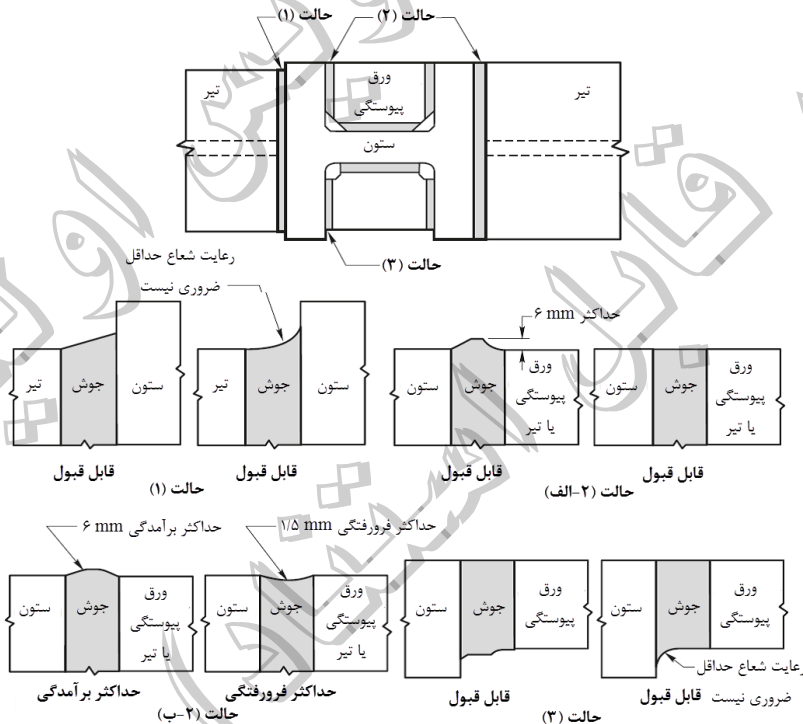 حالت (۱)
حالت (۲)
تیر
ورق
پیوستگی
ستون
تیر
حالت (۳)
رعایت شعاع حداقل
ضروری نیست
حداکثر ۶ mm
تیر
جوش
ستون
تیر
جوش
ستون
ستون
جوش
ورق
پیوستگی
یا تیر
ستون
جوش
ورق
پیوستگی
یا تیر
قابل قبول
قابل قبول
حالت (۱)
قابل قبول
قابل قبول
حالت (۲-الف)
حداکثر برآمدگی ۶ mm
حداکثر فرورفتگی ۱/۵ mm
ستون
جوش
ورق
پیوستگی
یا تیر
ستون
جوش
ورق
پیوستگی
یا تیر
ستون
جوش
ورق
پیوستگی
ستون
جوش
ورق
پیوستگی
رعایت شعاع حداقل
ضروری نیست
حداکثر برآمدگی
حداکثر فرورفتگی
حالت (۲-ب)
قابل قبول
قابل قبول
حالت (۳)